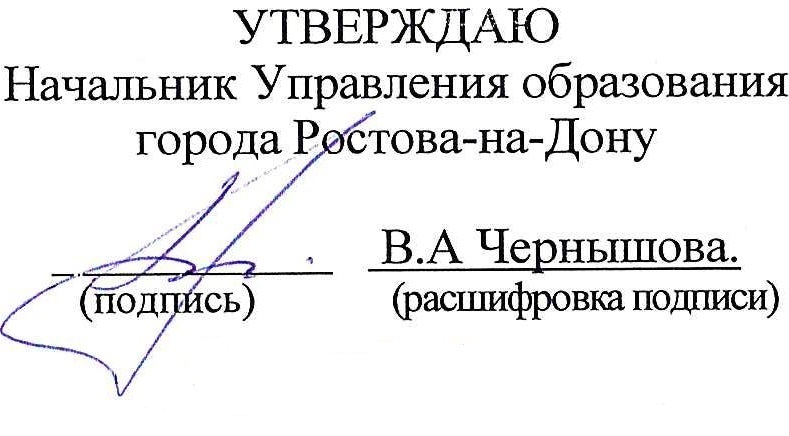 УТВЕРЖДАЮ
Начальник Управления образования
города Ростова-на-Дону
В.А Чернышова.
(подпись) (расшифровка подписи)